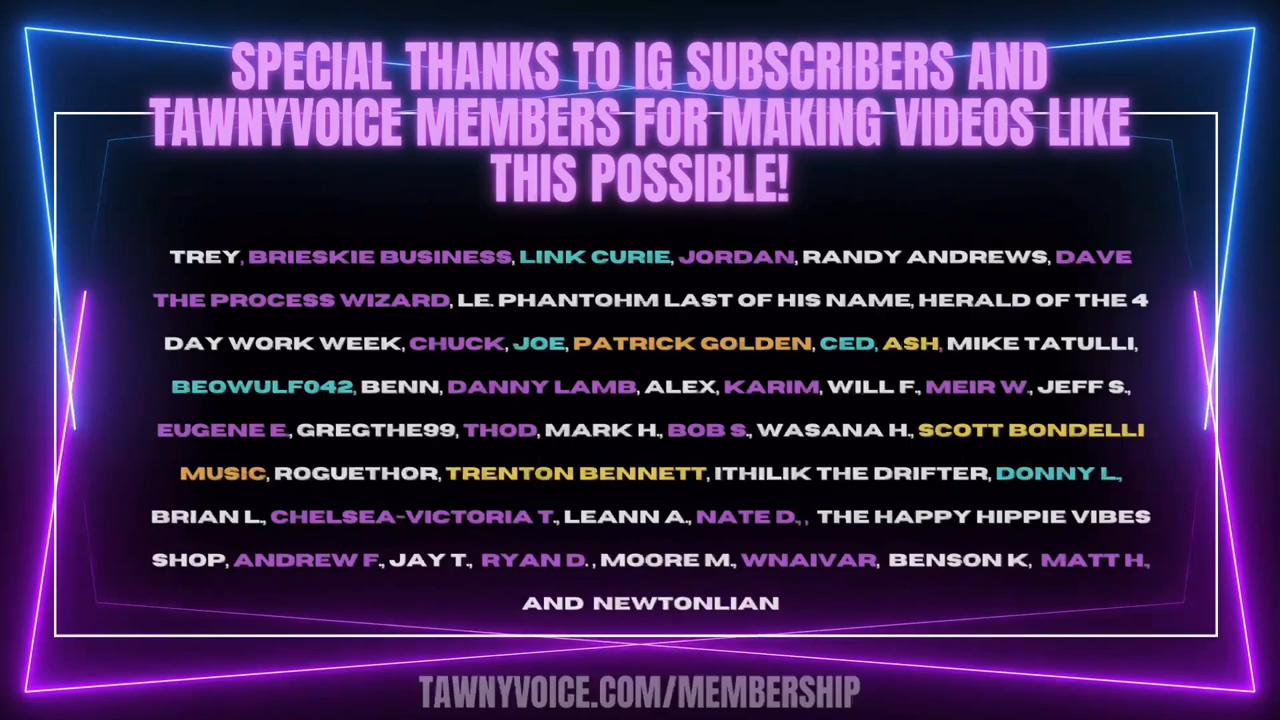 SPECIAL THANKS TO IG SUBSCRIBERS AND
TAWNYVOICE MEMBERS FOR MAKING VIDEOS LIKE
THIS POSSIBLE!
TREY, BRIESKIE BUSINESS, LINK CURIE, JORDAN, RANDY ANDREWS, DAVE
THE PROCESS WIZARD, LE. PHANTOHM LAST OF HIS NAME, HERALD OF THE 4
DAY WORK WEEK, CHUCK, JOE, PATRICK GOLDEN, CED, ASH, MIKE TATULLI,
BEOWULF042, BENN, DANNY LAMB, ALEX, KARIM, WILL F., MEIR W., JEFF S.,
EUGENE E., GREGTHE99, THOD, MARK H., BOB S., WASANA H., SCOTT BONDELLI
MUSIC, ROGUETHOR, TRENTON BENNETT, ITHILIK THE DRIFTER, DONNY L.,
BRIAN L., CHELSEA-VICTORIA T., LEANN A., NATE D., , THE HAPPY HIPPIE VIBES
SHOP, ANDREW F., JAY T., RYAN D. , MOORE M., WNAIVAR, BENSON K, MATT H.,
AND NEWTONLIAN
TAWNYVOICE.COM/MEMBERSHIP